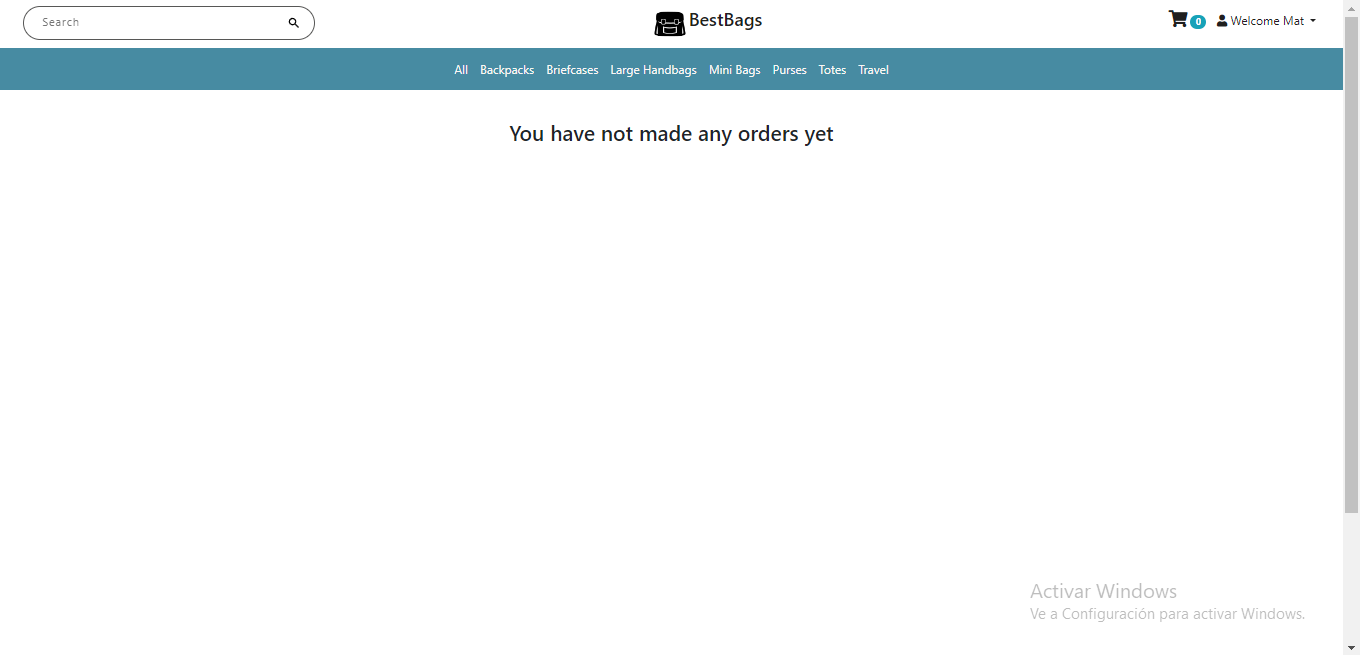 Search
BestBags
0
Welcome Mat
All Backpacks Briefcases Large Handbags Mini Bags Purses Totes Travel
You have not made any orders yet
Activar Windows
Ve a Configuración para activar Windows.